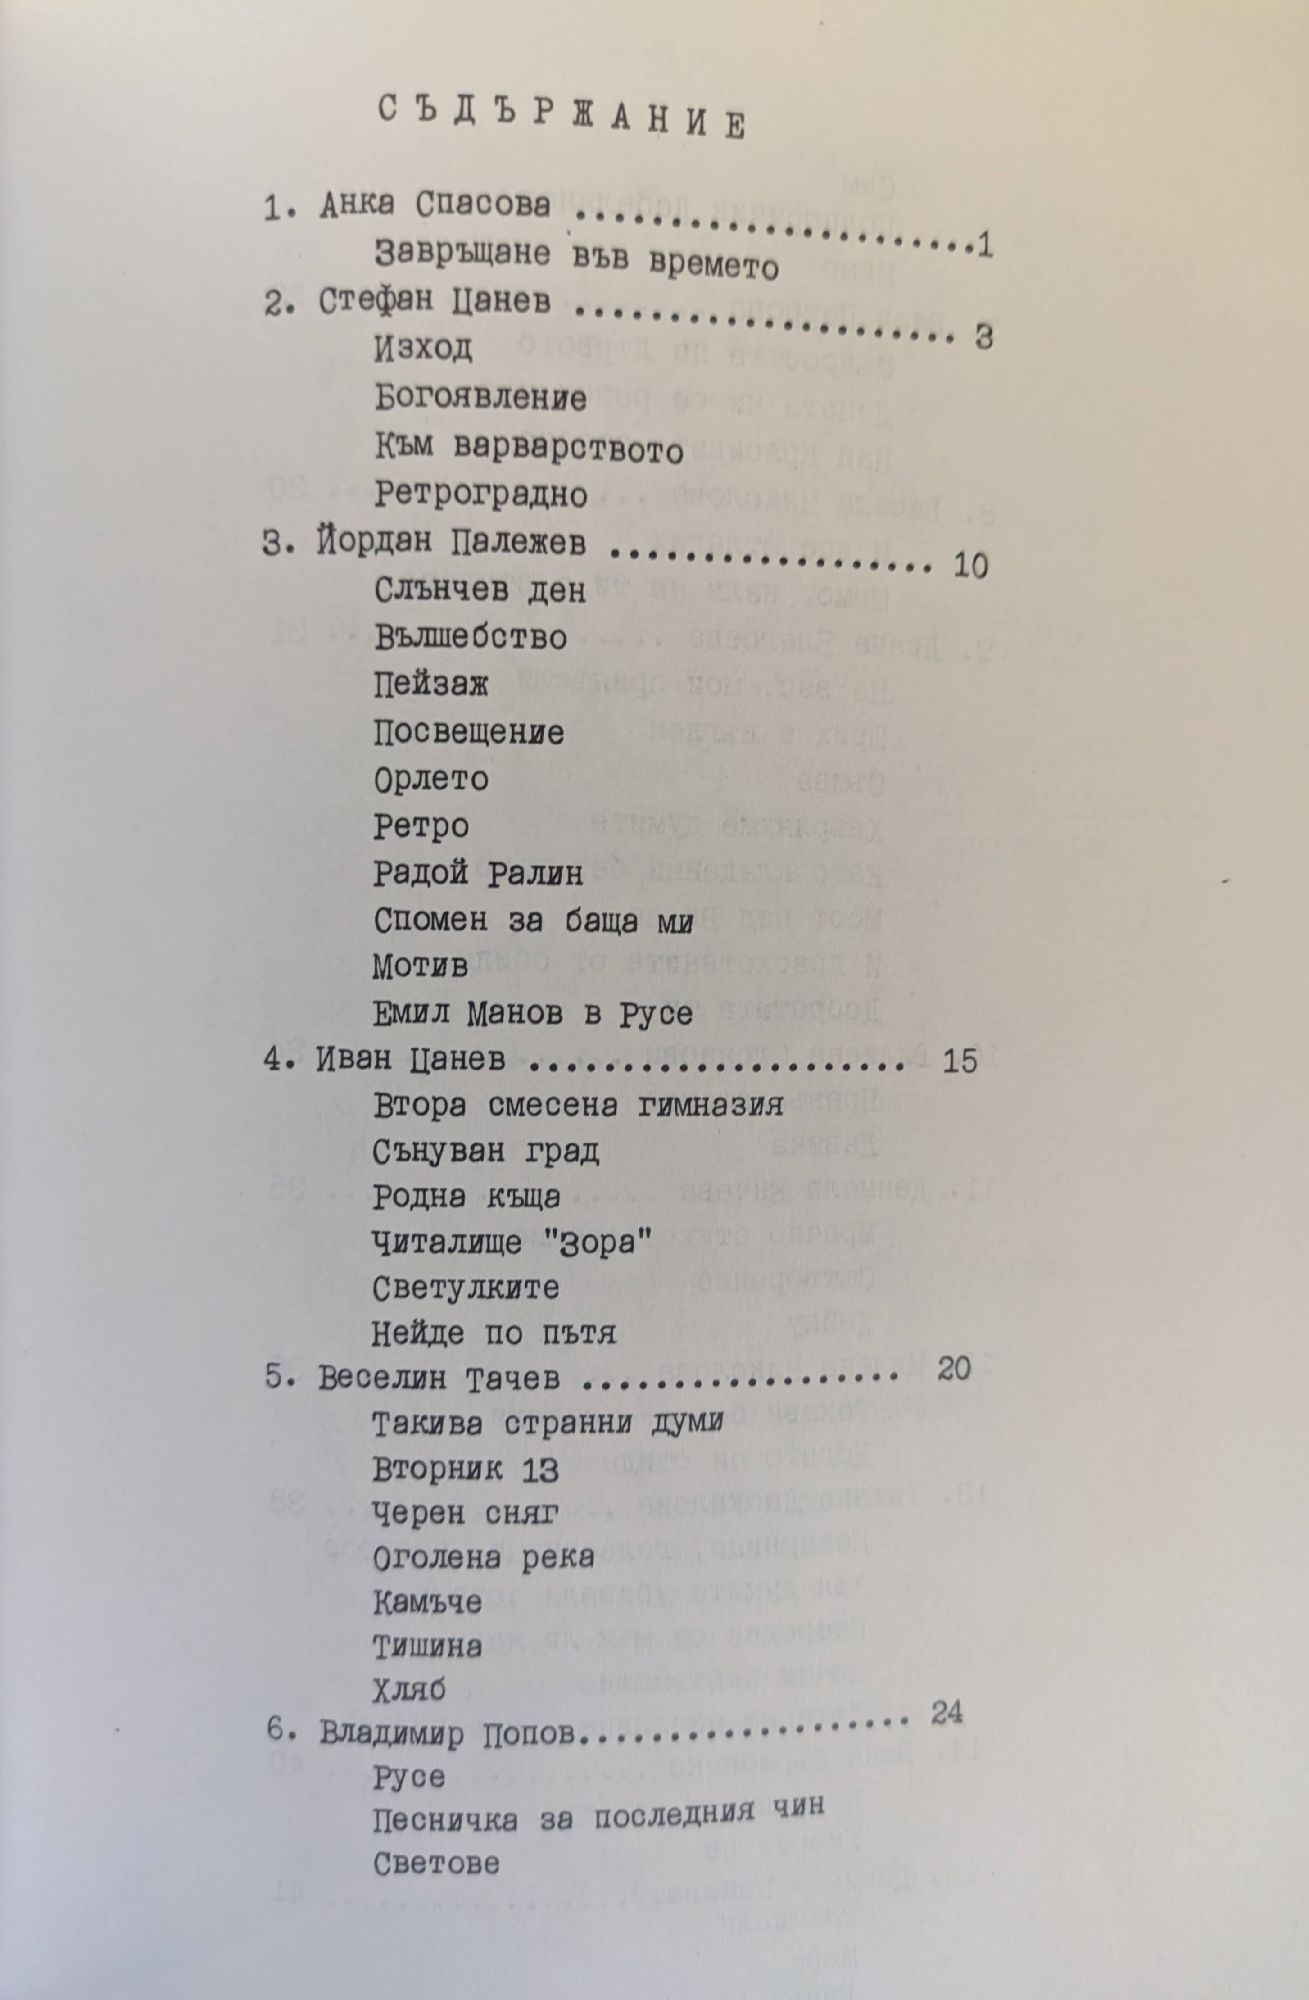 СЪДЪРЖАНИЕ
1. Анка Спасова .....................1
Завръщане във времето
2. Стефан Цанев .................... 3
Изход
Богоявление
Към варварството
Ретроградно
3. Йордан Палежев .................. 10
Слънчев ден
Вълшебство
Пейзаж
Посвещение
Орлето
Ретро
Радой Ралин
Спомен за баща ми
Мотив
Емил Манов в Русе
4. Иван Цанев ..................... 15
Втора смесена гимназия
Сънуван град
Родна къща
Читалище "Зора"
Светулките
Нейде по пътя
5. Веселин Тачев .................. 20
Такива странни думи
Вторник 13
Черен сняг
Оголена река
Камъче
Тишина
Хляб
6. Владимир Попов................... 24
Русе
Песничка за последния чин
Светове